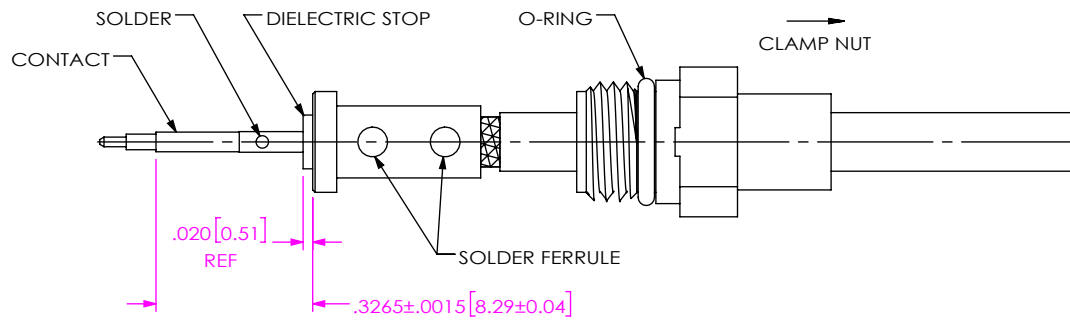 SOLDER
DIELECTRIC STOP
O-RING
CLAMP NUT
CONTACT
.020[0.51]
REF
SOLDER FERRULE
.3265±.0015[8.29±0.04]